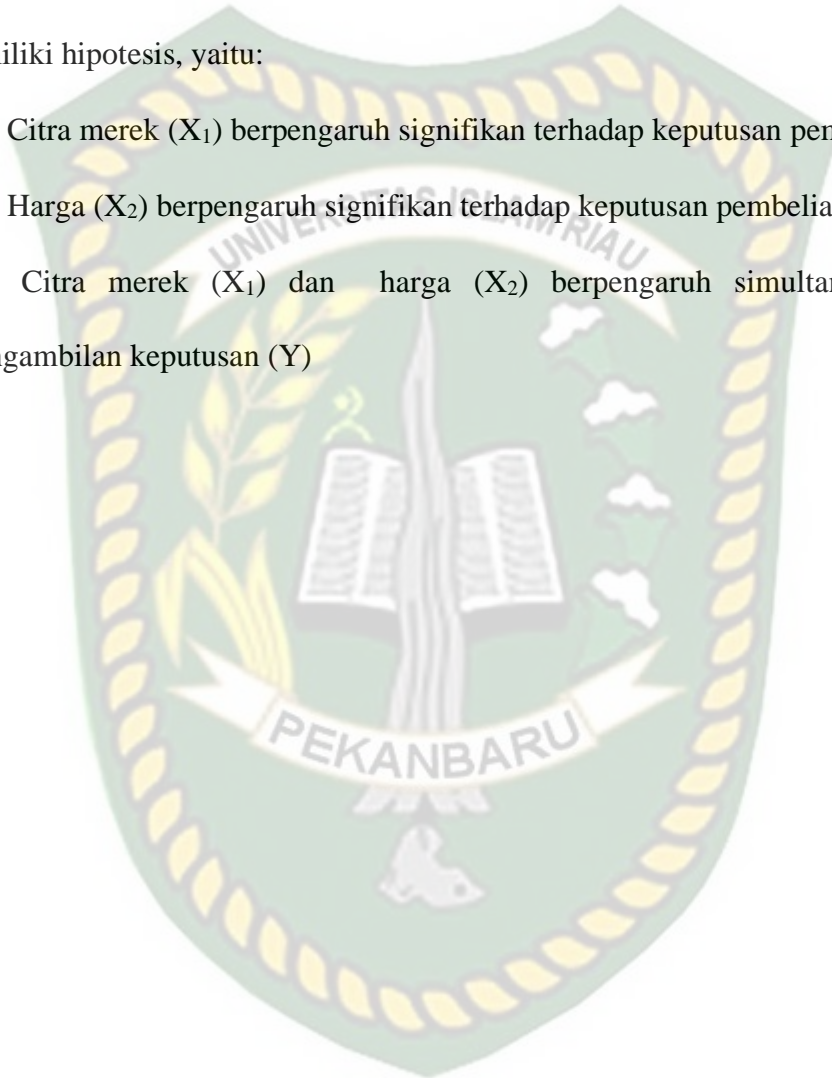 iliki hipotesis, yaitu:
Citra merek (X₁) berpengaruh signifikan terhadap keputusan pem
Harga (X₂) berpengaruh signifikan terhadap keputusan pembelia
Citra merek (X₁) dan harga (X₂) berpengaruh simultan
ngambilan keputusan (Y)
UNIVERSITAS ISLAM RIAU
PEKANBARU